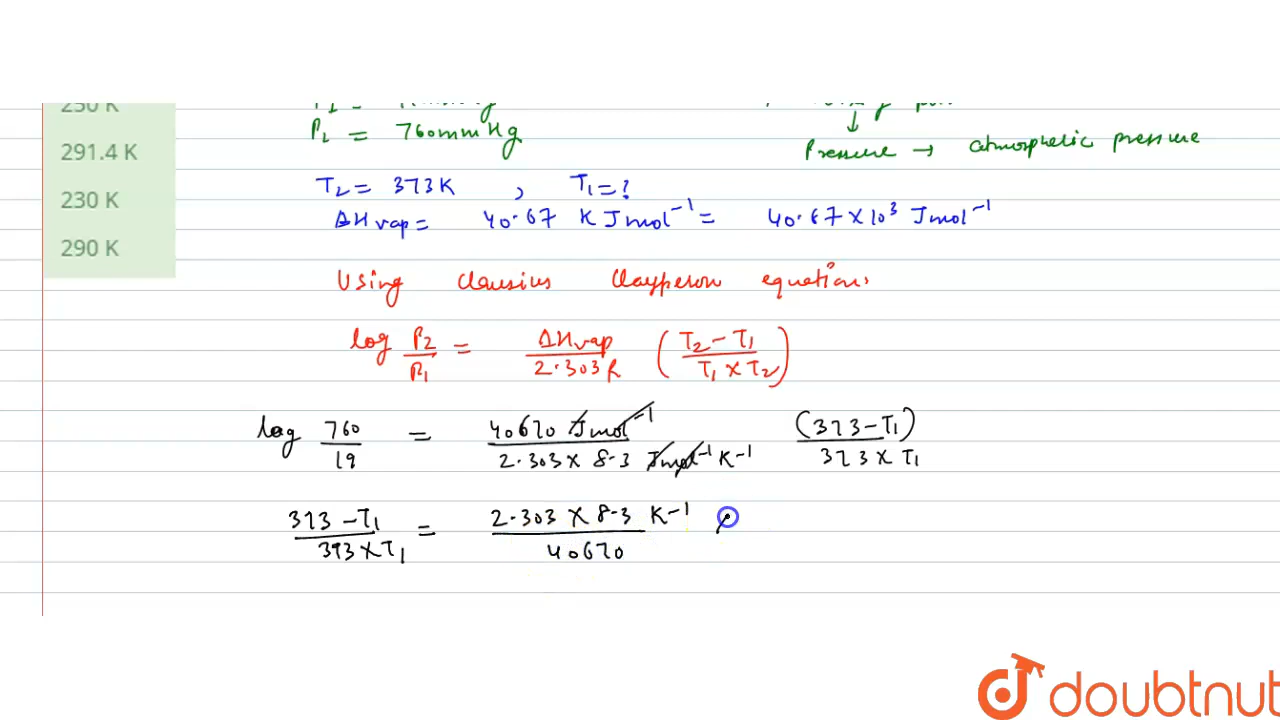 250 K
291.4 K
230 K
290 K
P2 = 760mmHg
↓
Pressure → atmospheric pressure
T2 = 373K , T1 = ?
ΔHvap = 40.67 KJmol-1 = 40.67 × 10³ Jmol-1
Using Clausius Clayperon equation,
log P2/P1 = ΔHvap/2.303R (T2-T1/T1×T2)
log 760/19 = 40670 Jmol-1/2.303× 8.3 Jmol-1 K-1 (373-T1)/373×T1
373-T1/393×T1 = 2.303 × 8.3 K-1/40670
doubtnut